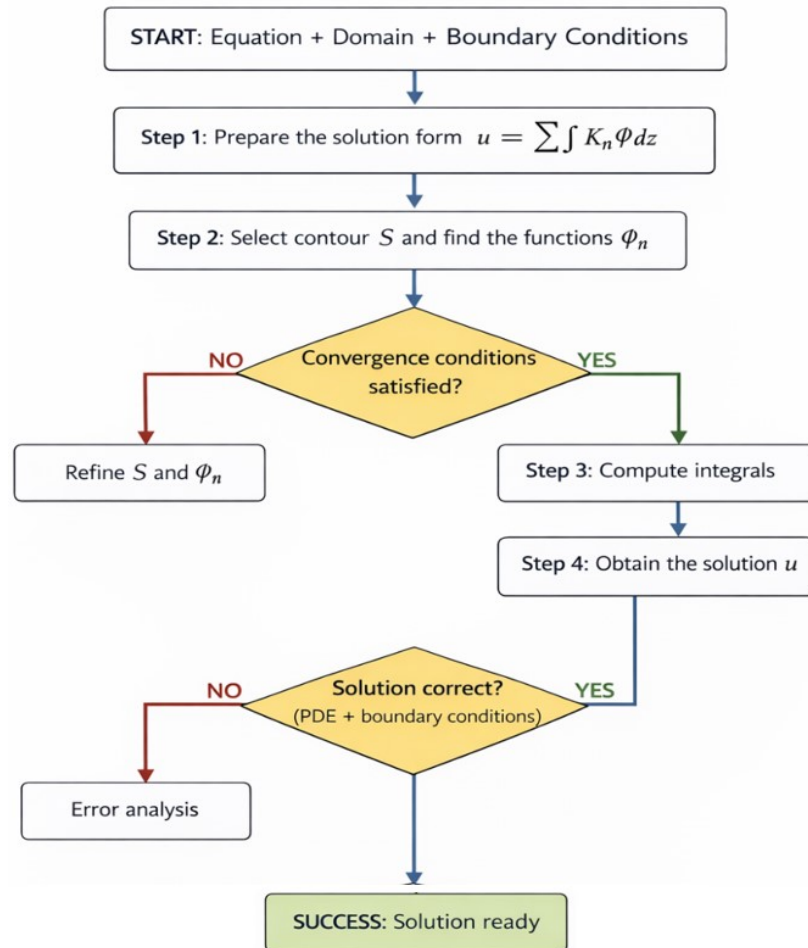 START: Equation + Domain + Boundary Conditions
Step 1: Prepare the solution form u = ∑ ∫ Kₙ Φ dz
Step 2: Select contour S and find the functions Φₙ
NO
Convergence conditions
YES
satisfied?
Refine S and Φₙ
Step 3: Compute integrals
Step 4: Obtain the solution u
NO
Solution correct?
YES
(PDE + boundary conditions)
Error analysis
SUCCESS: Solution ready